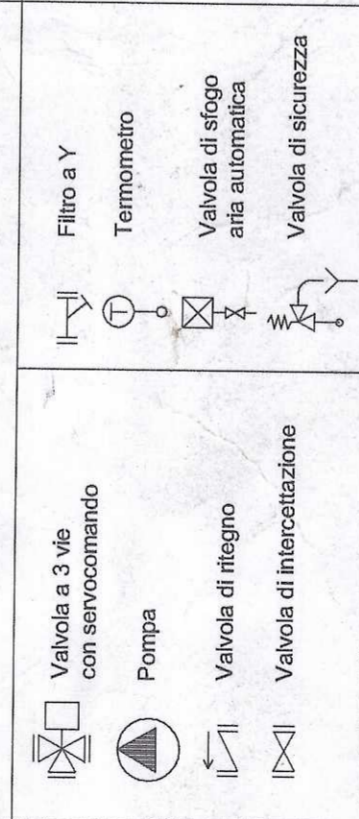 Valvola a 3 vie
con servocomando
Pompa
Valvola di ritegno
Valvola di intercettazione
Filtro a Y
T
Termometro
Valvola di sfogo
aria automatica
Valvola di sicurezza